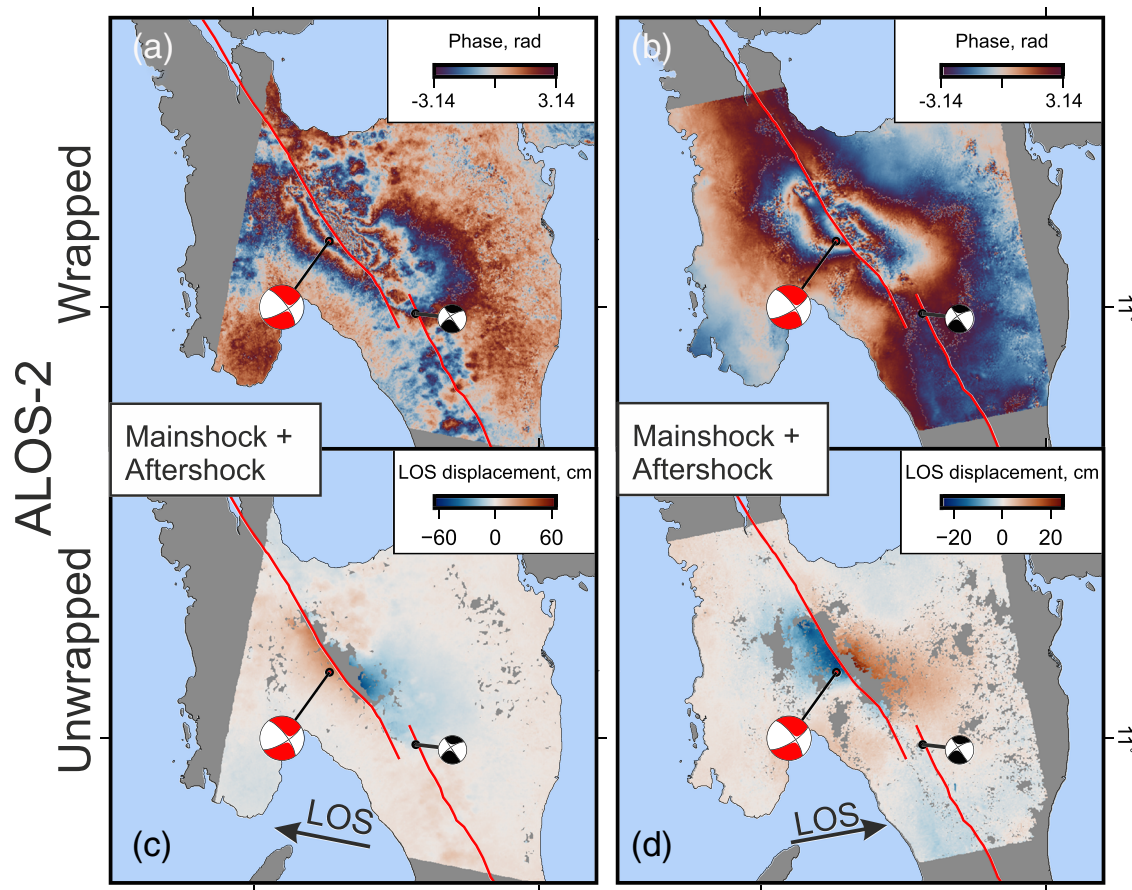 (a)
Phase, rad
-3.14 3.14
(b)
Phase, rad
-3.14 3.14
Wrapped
ALOS-2
11°
Mainshock +
Aftershock
Mainshock +
Aftershock
LOS displacement, cm
−60 0 60
LOS displacement, cm
−20 0 20
Unwrapped
11°
LOS
(c)
LOS
(d)